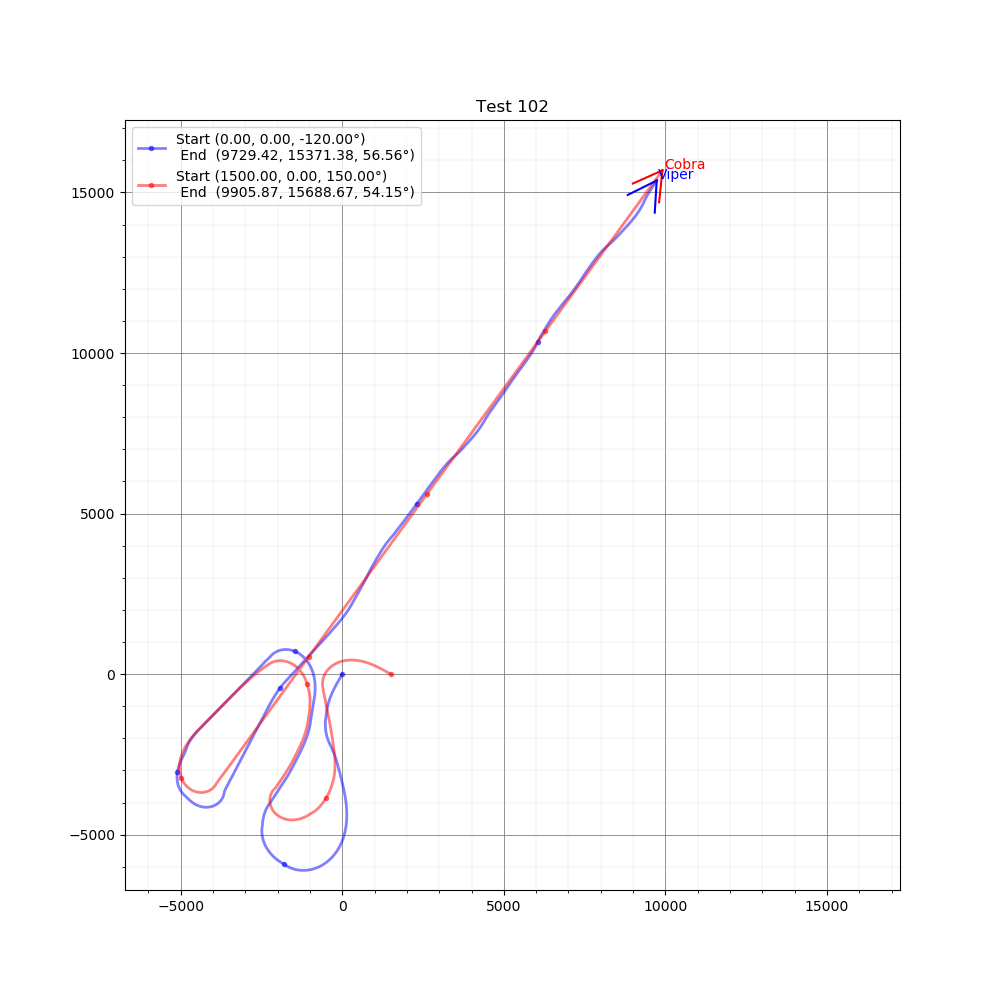 Test 102
Start (0.00, 0.00, -120.00°)
End  (9729.42, 15371.38, 56.56°)
Start (1500.00, 0.00, 150.00°)
End  (9905.87, 15688.67, 54.15°)
Cobra
Viper
15000
10000
5000
0
−5000
−5000
0
5000
10000
15000